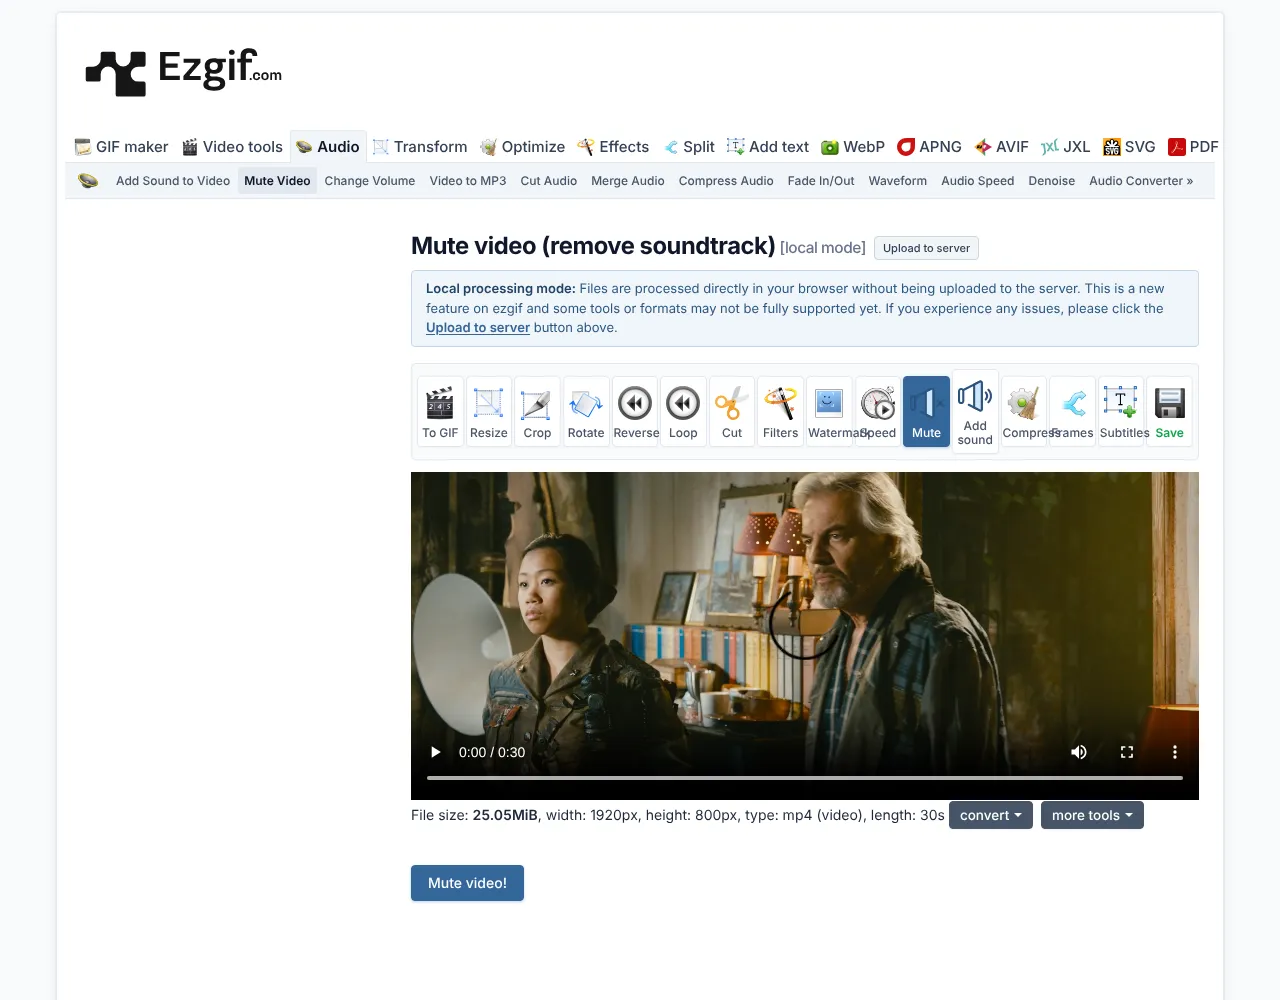 Ezgif.com
GIF maker Video tools Audio Transform Optimize Effects Split Add text WebP APNG AVIF JXL SVG PDF
Add Sound to Video Mute Video Change Volume Video to MP3 Cut Audio Merge Audio Compress Audio Fade In/Out Waveform Audio Speed Denoise Audio Converter »
Mute video (remove soundtrack) [local mode] Upload to server
Local processing mode: Files are processed directly in your browser without being uploaded to the server. This is a new
feature on ezgif and some tools or formats may not be fully supported yet. If you experience any issues, please click the
Upload to server button above.
To GIF Resize Crop Rotate Reverse Loop Cut Filters Watermark Speed Mute Add sound Compress Frames Subtitles Save
0:00 / 0:30
File size: 25.05MiB, width: 1920px, height: 800px, type: mp4 (video), length: 30s convert more tools
Mute video!